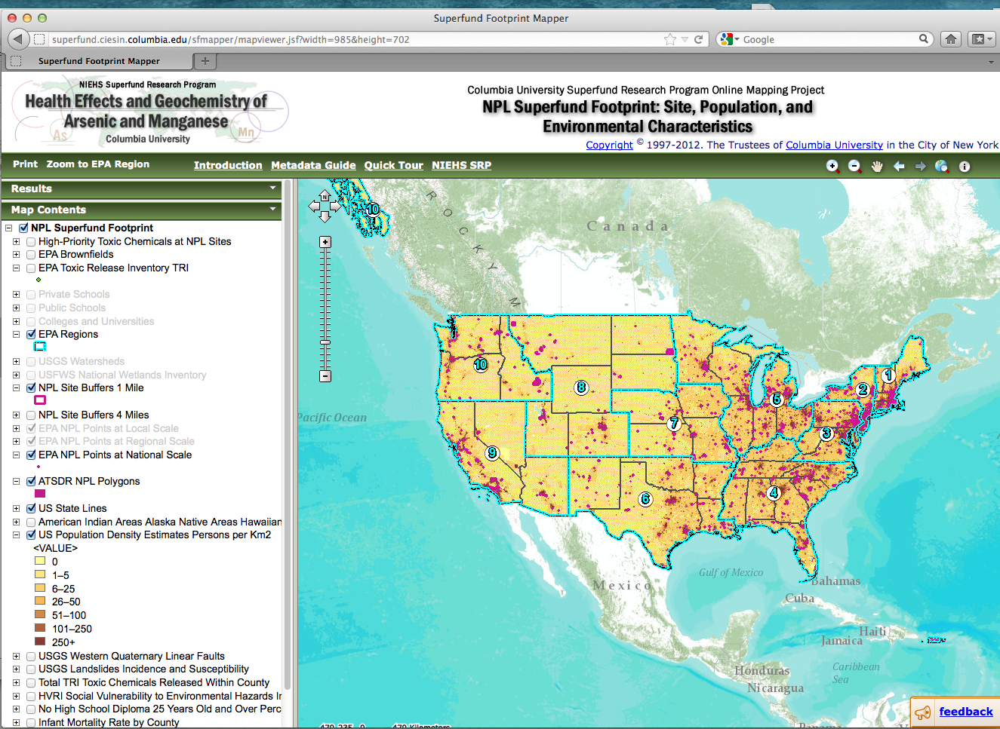 Superfund Footprint Mapper
superfund.ciesin.columbia.edu/sfmapper/mapviewer.jsf?width=985&height=702
Google
Superfund Footprint Mapper
NIEHS Superfund Research Program
Health Effects and Geochemistry of
Arsenic and Manganese
As
Mn
Columbia University
Columbia University Superfund Research Program Online Mapping Project
NPL Superfund Footprint: Site, Population, and
Environmental Characteristics
Copyright © 1997-2012. The Trustees of Columbia University in the City of New York
Print Zoom to EPA Region Introduction Metadata Guide Quick Tour NIEHS SRP
Results
Map Contents
NPL Superfund Footprint
High-Priority Toxic Chemicals at NPL Sites
EPA Brownfields
EPA Toxic Release Inventory TRI
Private Schools
Public Schools
Colleges and Universities
EPA Regions
USGS Watersheds
USFWS National Wetlands Inventory
NPL Site Buffers 1 Mile
NPL Site Buffers 4 Miles
EPA NPL Points at Local Scale
EPA NPL Points at Regional Scale
EPA NPL Points at National Scale
ATSDR NPL Polygons
US State Lines
American Indian Areas Alaska Native Areas Hawaiian
US Population Density Estimates Persons per Km2
<VALUE>
0
1–5
6–25
26–50
51–100
101–250
250+
USGS Western Quaternary Linear Faults
USGS Landslides Incidence and Susceptibility
Total TRI Toxic Chemicals Released Within County
HVRI Social Vulnerability to Environmental Hazards
No High School Diploma 25 Years Old and Over
Infant Mortality Rate by County
N
10
ROCKY M
Canada
10
8
7
9
6
5
4
3
2
1
Pacific Ocean
Mexico
Gulf of Mexico
Bahamas
Cuba
Haiti
Jamaica
Caribbean
Sea
Honduras
Nicaragua
feedback